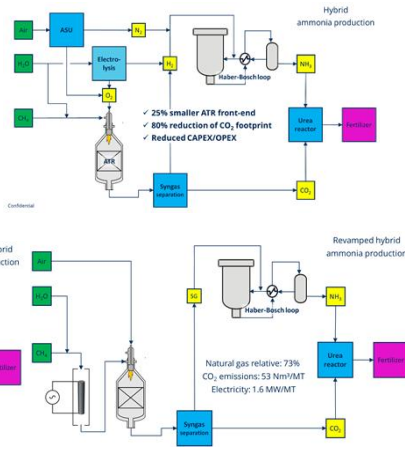 Hybrid
ammonia production
Air
ASU
N₂
H₂O
Electro-
lysis
H₂
Haber-Bosch loop
NH₃
O₂
CH₄
✓ 25% smaller ATR front-end
✓ 80% reduction of CO₂ footprint
✓ Reduced CAPEX/OPEX
ATR
Urea
reactor
Fertilizer
Syngas
separation
CO₂
Confidential
Revamped hybrid
ammonia production
Air
H₂O
SG
Haber-Bosch loop
NH₃
CH₄
Natural gas relative: 73%
CO₂ emissions: 53 Nm³/MT
Electricity: 1.6 MW/MT
Urea
reactor
Fertilizer
Syngas
separation
CO₂